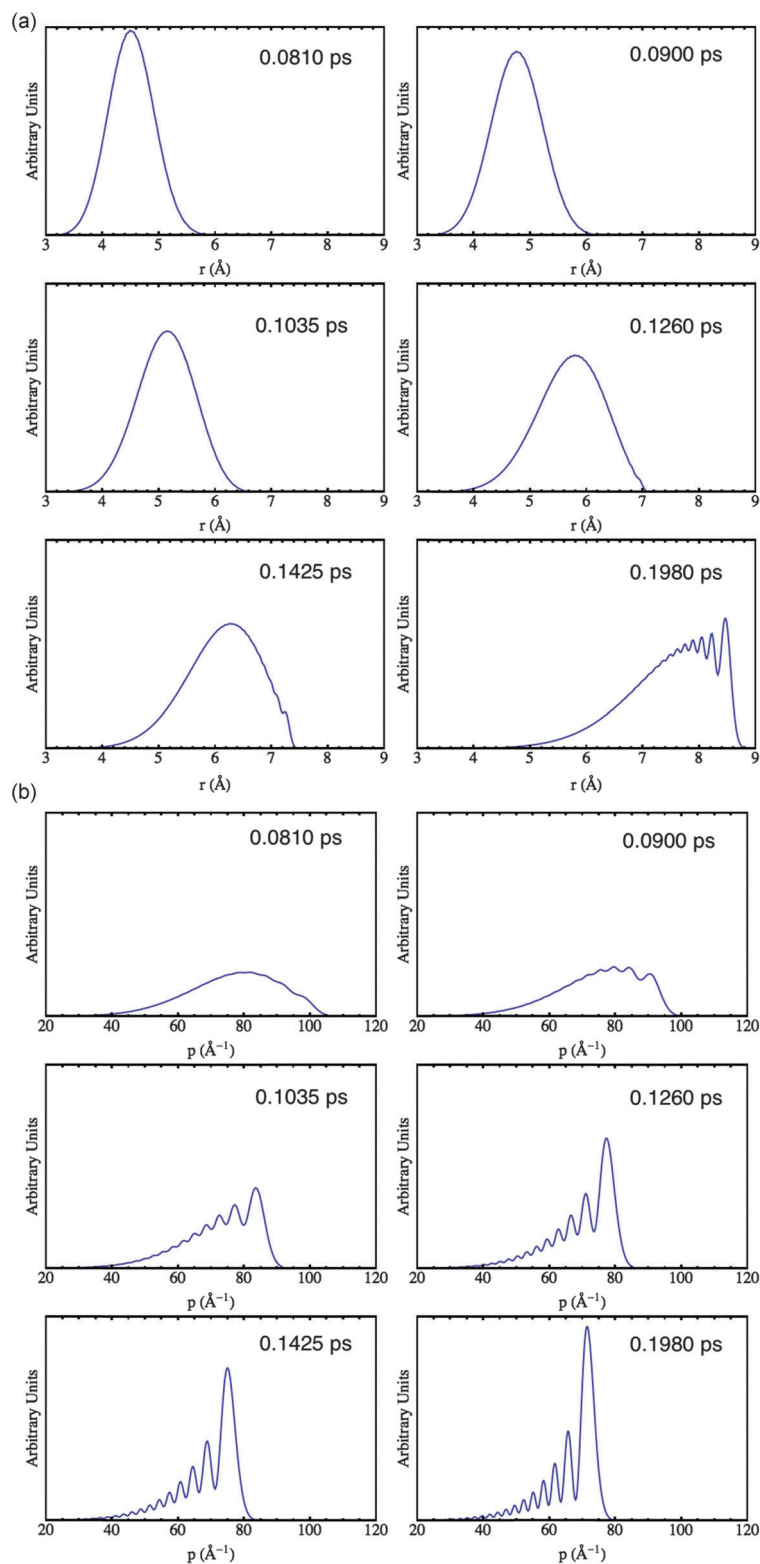 (a)
0.0810 ps
0.0900 ps
Arbitrary Units
Arbitrary Units
3 4 5 6 7 8 9
3 4 5 6 7 8 9
r (Å)
r (Å)
0.1035 ps
0.1260 ps
Arbitrary Units
Arbitrary Units
3 4 5 6 7 8 9
3 4 5 6 7 8 9
r (Å)
r (Å)
0.1425 ps
0.1980 ps
Arbitrary Units
Arbitrary Units
3 4 5 6 7 8 9
3 4 5 6 7 8 9
r (Å)
r (Å)
(b)
0.0810 ps
0.0900 ps
Arbitrary Units
Arbitrary Units
20 40 60 80 100 120
20 40 60 80 100 120
p (Å⁻¹)
p (Å⁻¹)
0.1035 ps
0.1260 ps
Arbitrary Units
Arbitrary Units
20 40 60 80 100 120
20 40 60 80 100 120
p (Å⁻¹)
p (Å⁻¹)
0.1425 ps
0.1980 ps
Arbitrary Units
Arbitrary Units
20 40 60 80 100 120
20 40 60 80 100 120
p (Å⁻¹)
p (Å⁻¹)